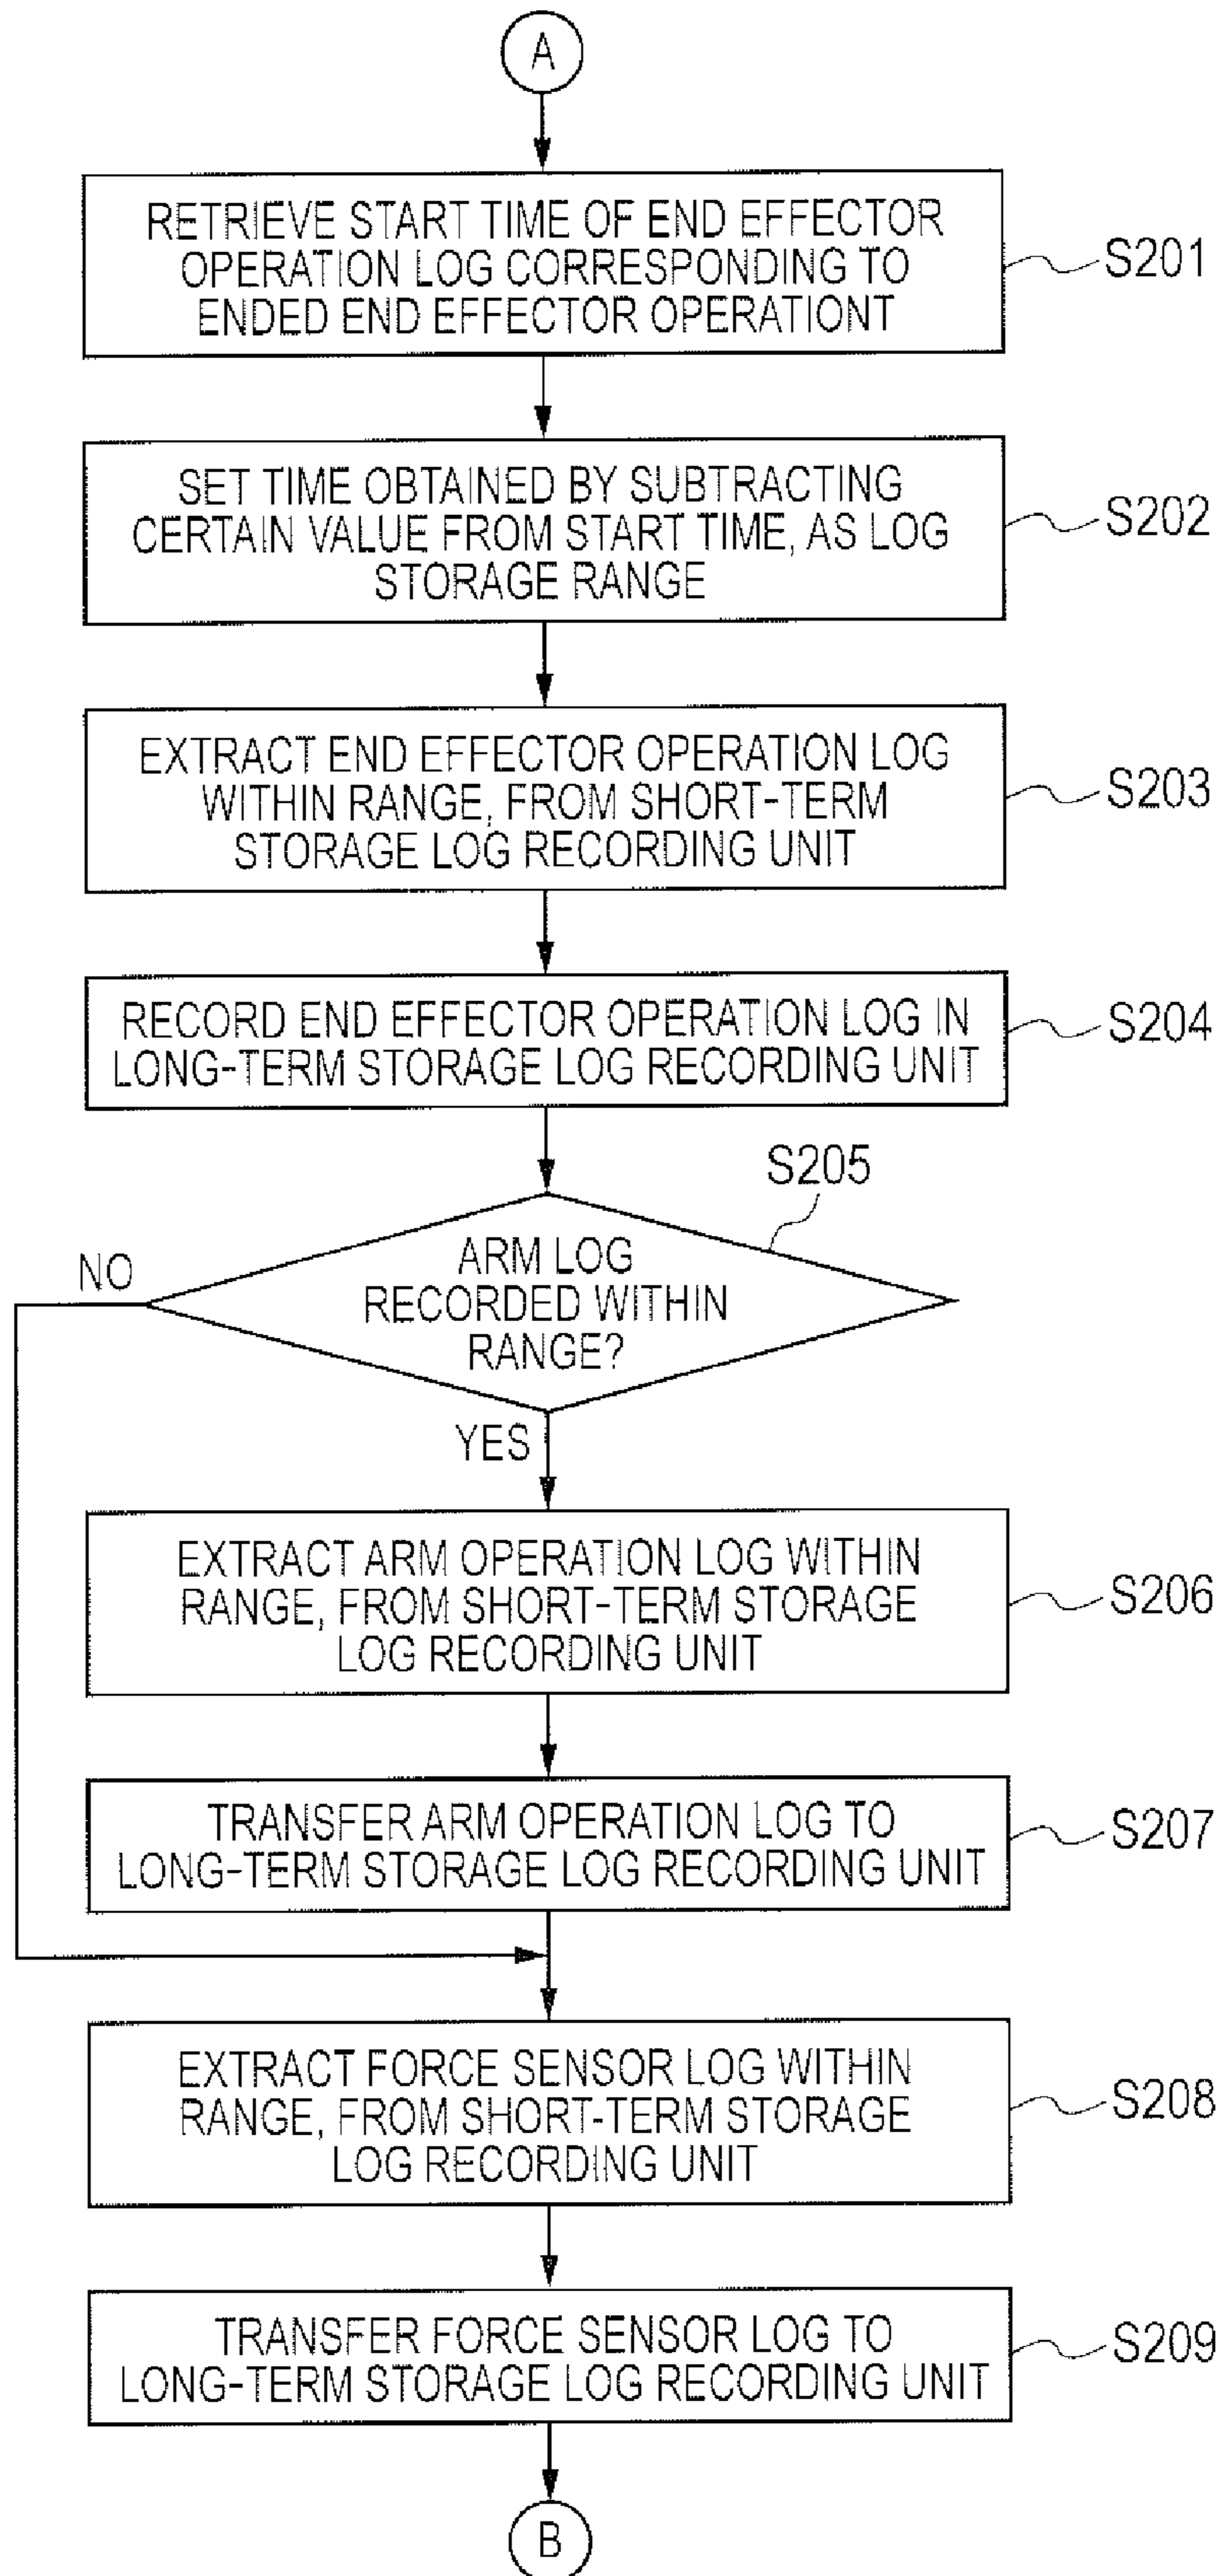 A
RETRIEVE START TIME OF END EFFECTOR
OPERATION LOG CORRESPONDING TO
ENDED END EFFECTOR OPERATIONT
S201
SET TIME OBTAINED BY SUBTRACTING
CERTAIN VALUE FROM START TIME, AS LOG
STORAGE RANGE
S202
EXTRACT END EFFECTOR OPERATION LOG
WITHIN RANGE, FROM SHORT-TERM
STORAGE LOG RECORDING UNIT
S203
RECORD END EFFECTOR OPERATION LOG IN
LONG-TERM STORAGE LOG RECORDING UNIT
S204
S205
NO
ARM LOG
RECORDED WITHIN
RANGE?
YES
EXTRACT ARM OPERATION LOG WITHIN
RANGE, FROM SHORT-TERM STORAGE
LOG RECORDING UNIT
S206
TRANSFER ARM OPERATION LOG TO
LONG-TERM STORAGE LOG RECORDING UNIT
S207
EXTRACT FORCE SENSOR LOG WITHIN
RANGE, FROM SHORT-TERM STORAGE
LOG RECORDING UNIT
S208
TRANSFER FORCE SENSOR LOG TO
LONG-TERM STORAGE LOG RECORDING UNIT
S209
B